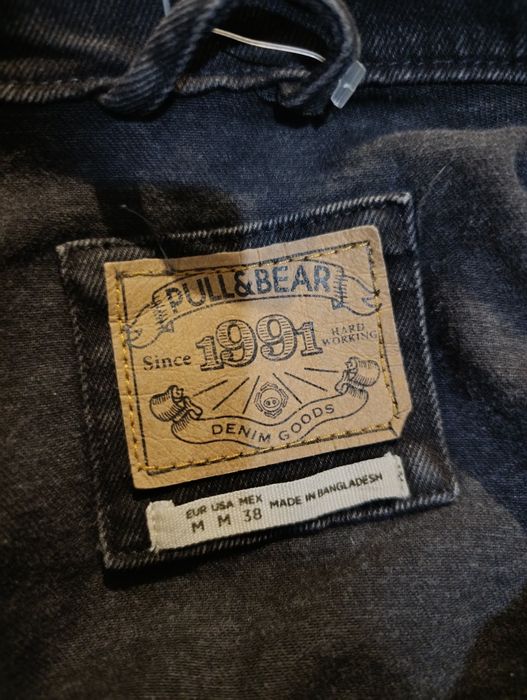 PULL&BEAR
Since 1991 HARD WORKING
DENIM GOODS
EUR USA MEX MADE IN BANGLADESH
M M 38